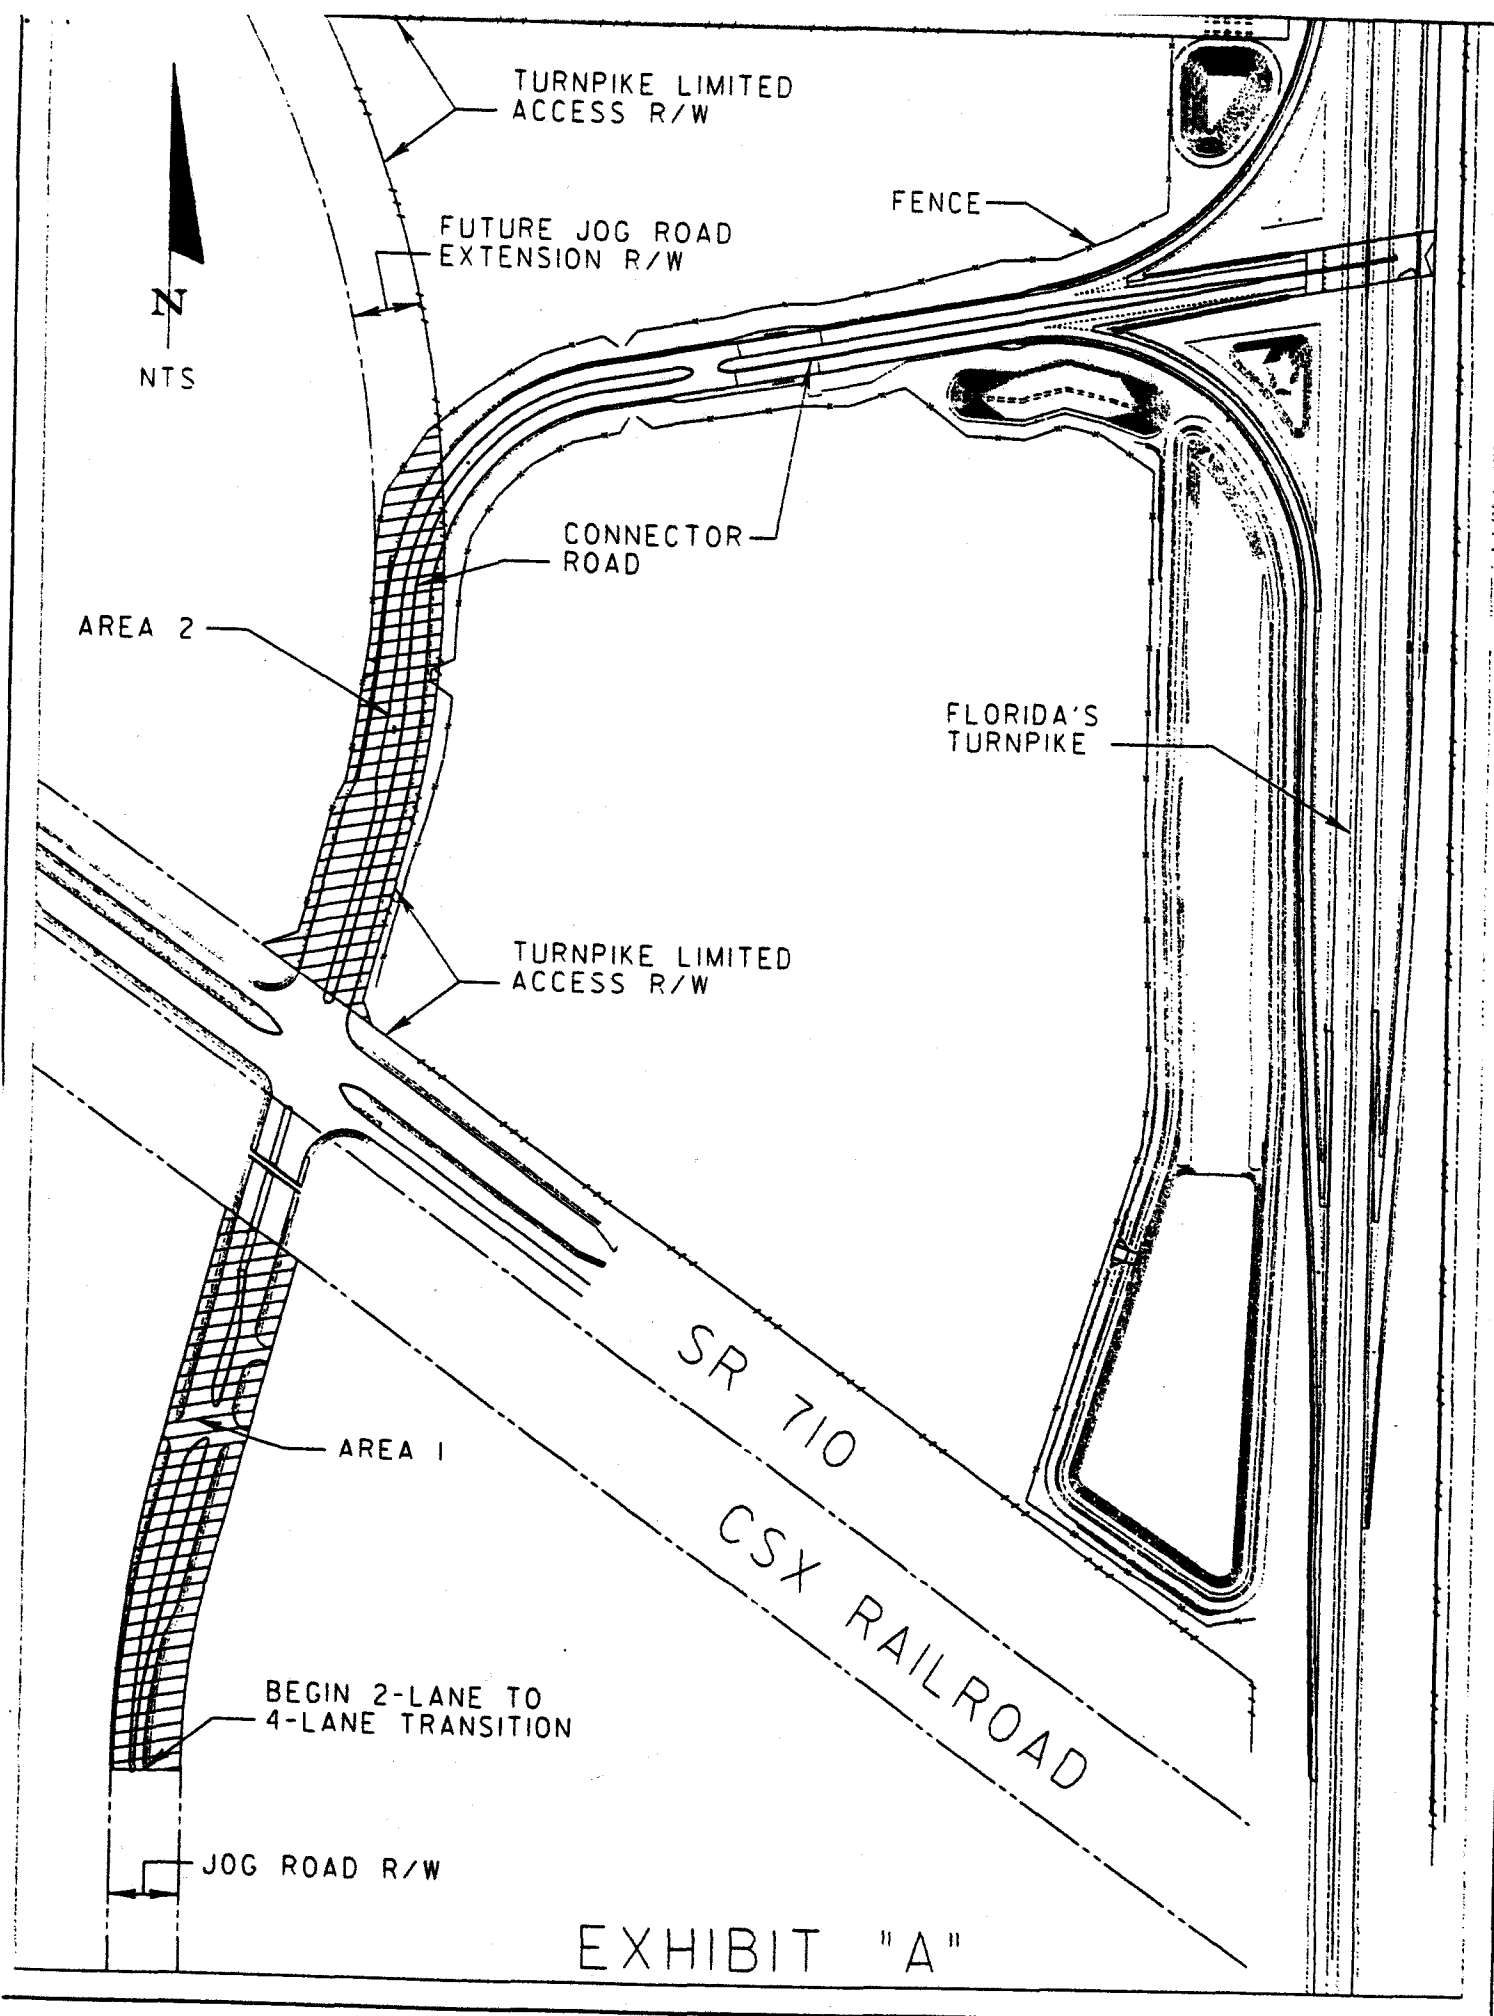 TURNPIKE LIMITED
ACCESS R/W
FENCE
FUTURE JOG ROAD
EXTENSION R/W
N
NTS
CONNECTOR
ROAD
AREA 2
FLORIDA'S
TURNPIKE
TURNPIKE LIMITED
ACCESS R/W
SR 710
AREA 1
CSX RAILROAD
BEGIN 2-LANE TO
4-LANE TRANSITION
JOG ROAD R/W
EXHIBIT "A"